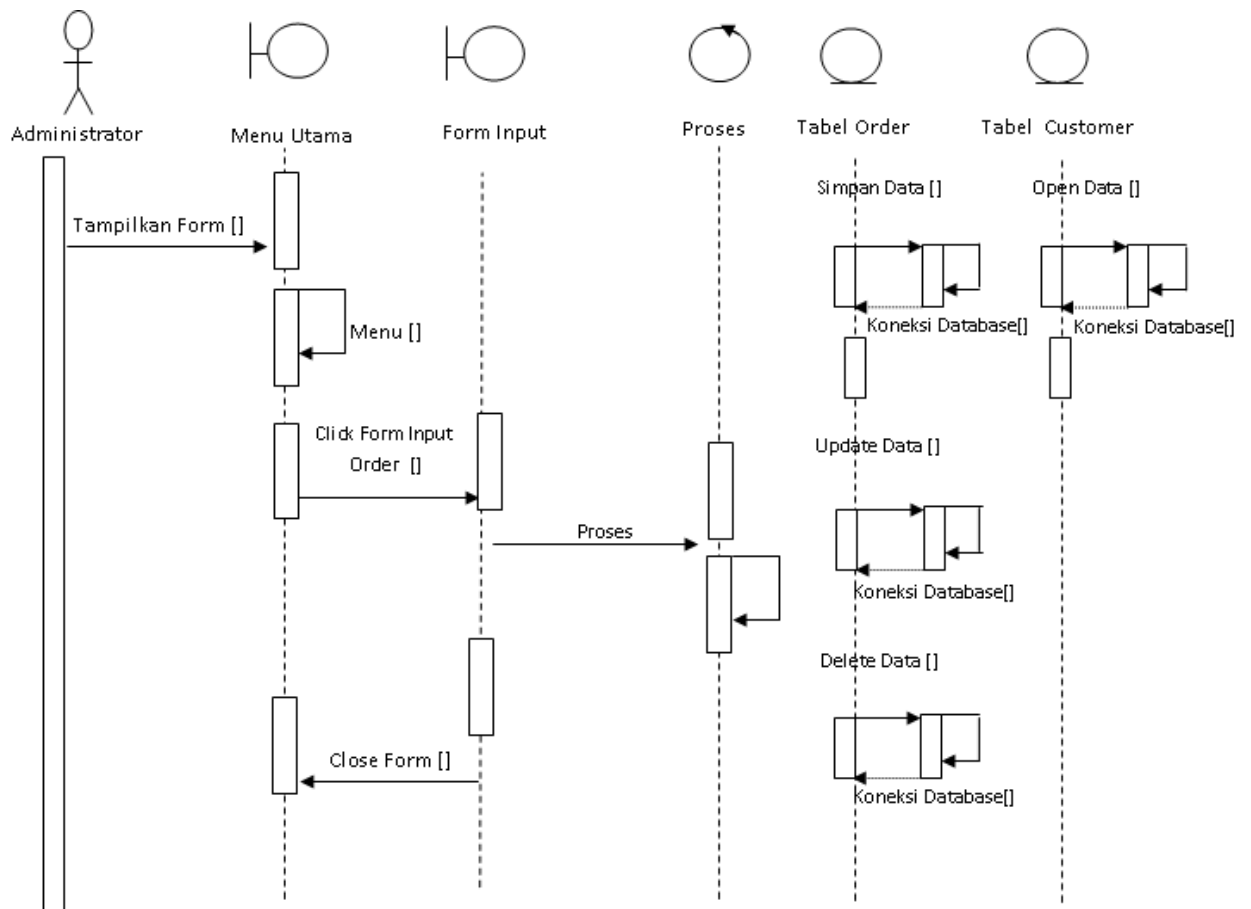 Administrator
Menu Utama
Form Input
Proses
Tabel Order
Tabel Customer
Simpan Data []
Open Data []
Tampilkan Form []
Koneksi Database[]
Koneksi Database[]
Menu []
Click Form Input
Order []
Update Data []
Proses
Koneksi Database[]
Delete Data []
Close Form []
Koneksi Database[]